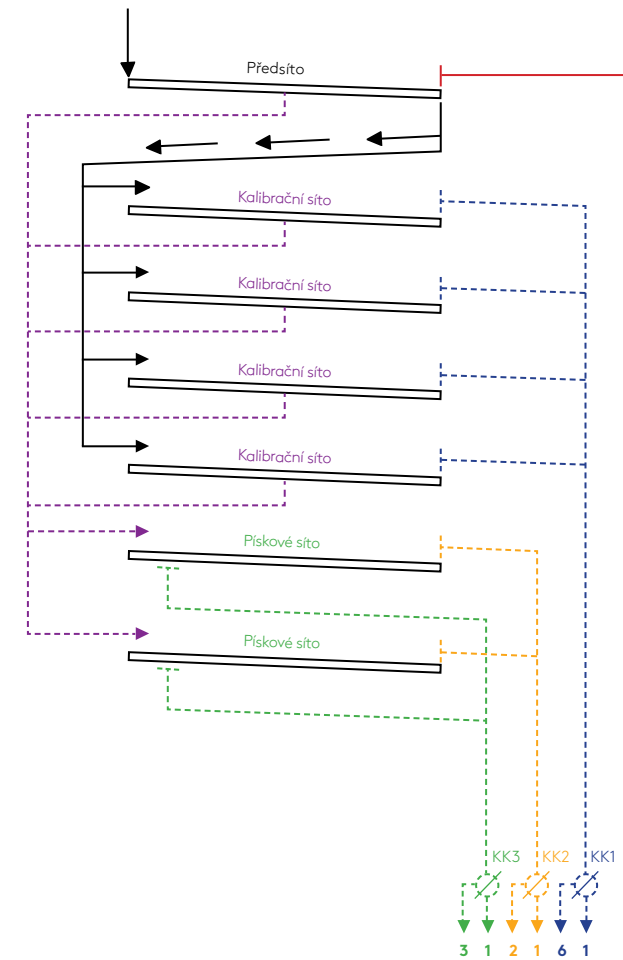 Předsíto
Kalibrační síto
Kalibrační síto
Kalibrační síto
Kalibrační síto
Pískové síto
Pískové síto
KK3 KK2 KK1
3 1 2 1 6 1